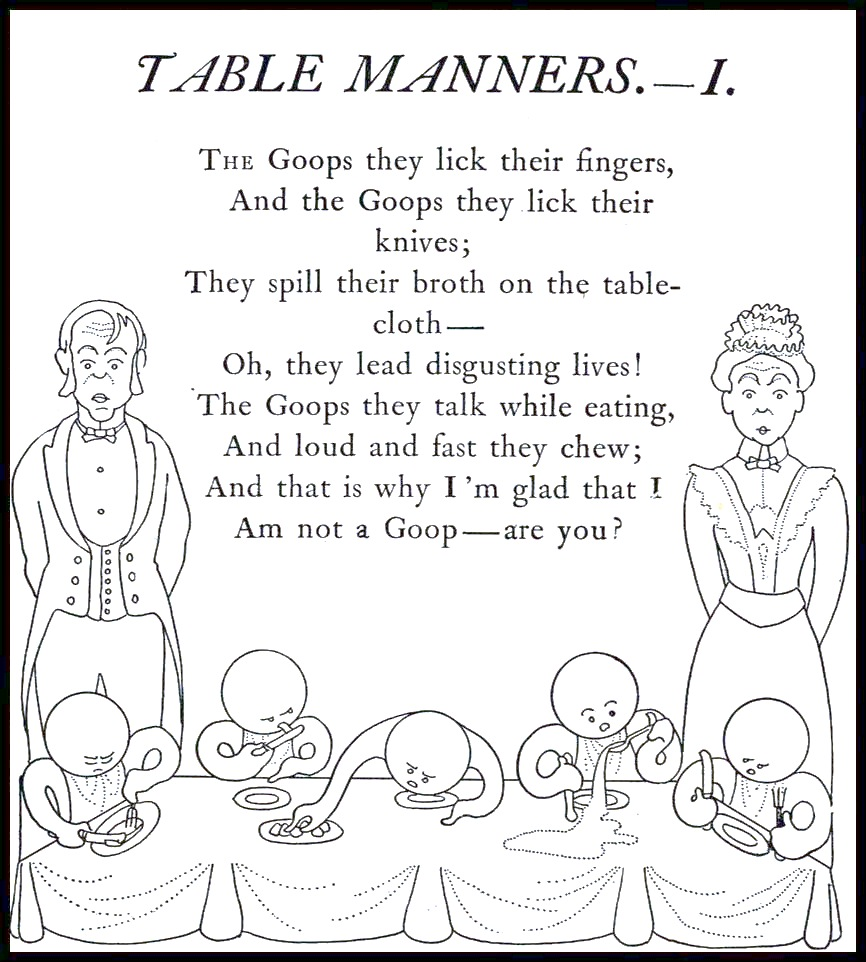 TABLE MANNERS.—I.
THE Goops they lick their fingers,
And the Goops they lick their
knives;
They spill their broth on the table-
cloth—
Oh, they lead disgusting lives!
The Goops they talk while eating,
And loud and fast they chew;
And that is why I'm glad that I
Am not a Goop—are you?